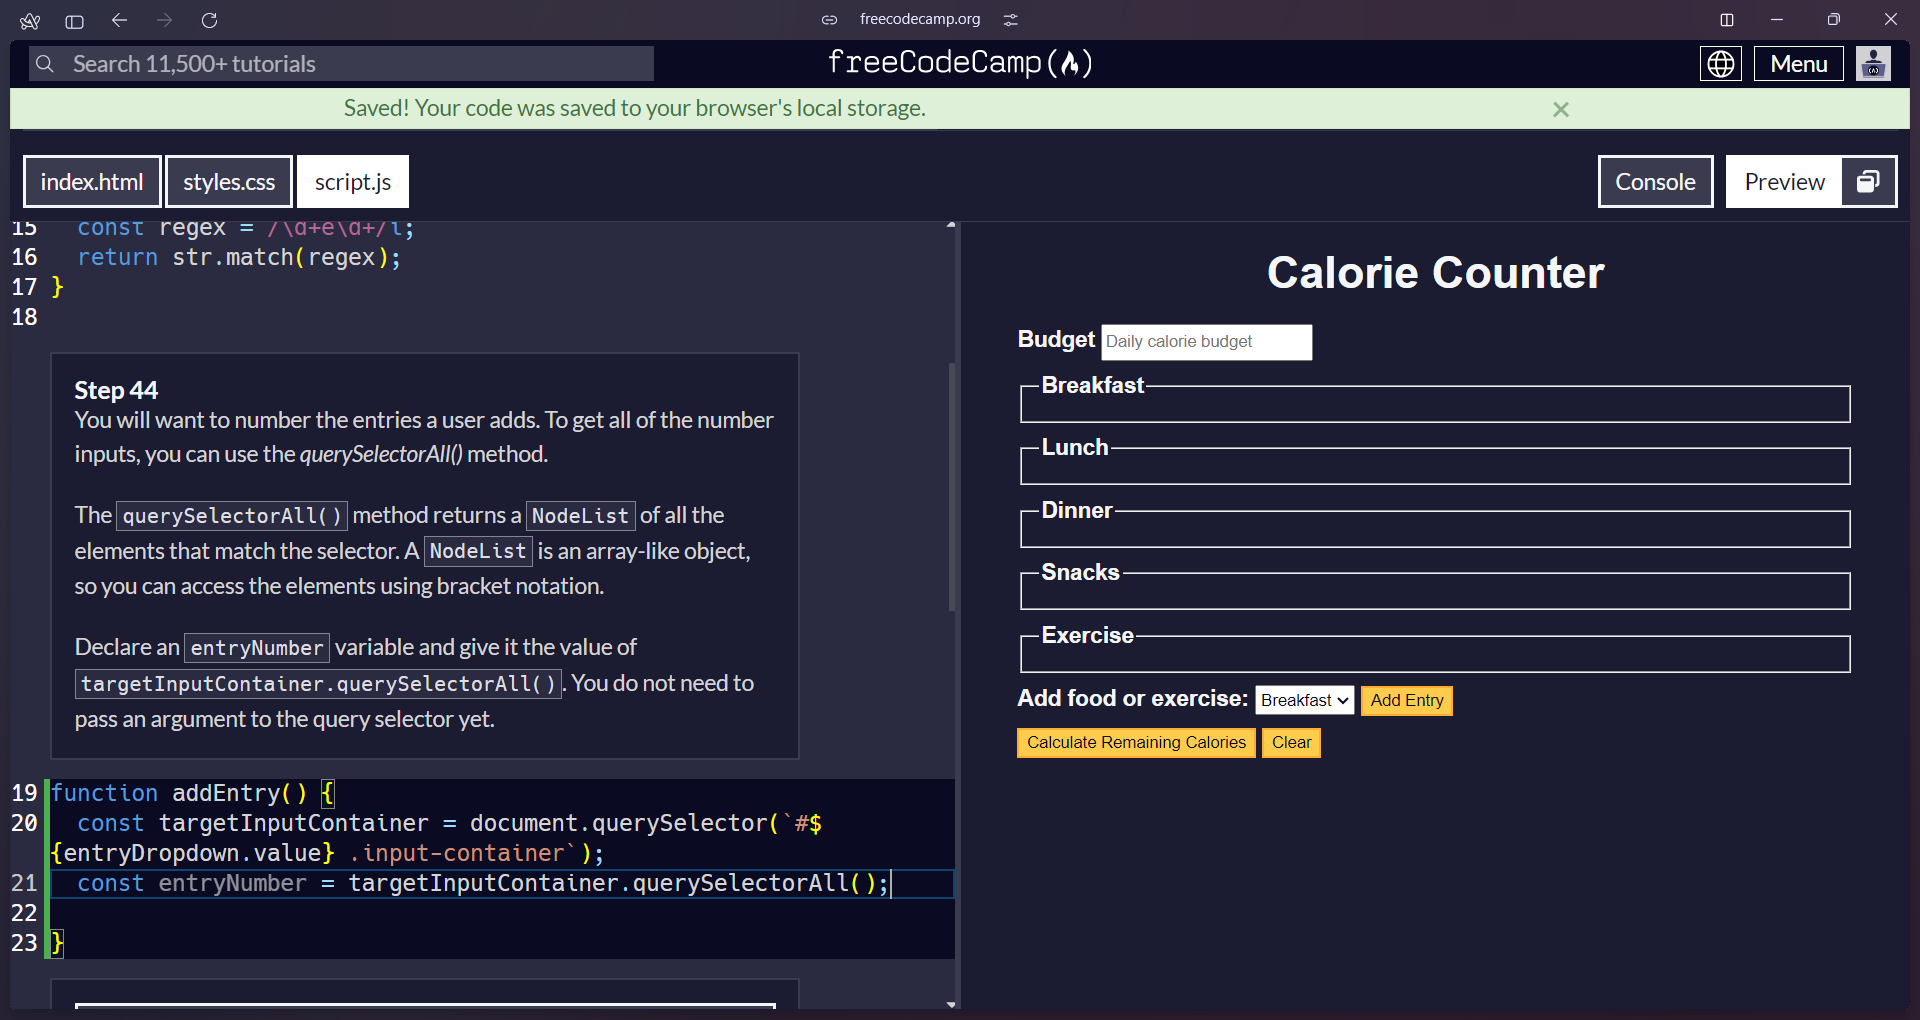 freecodecamp.org
Search 11,500+ tutorials
freeCodeCamp(🔥)
Menu
Saved! Your code was saved to your browser's local storage.
index.html
styles.css
script.js
Console
Preview
15   const regex = /\d+e\d+/i;
16   return str.match(regex);
17 }
18
Step 44
You will want to number the entries a user adds. To get all of the number
inputs, you can use the querySelectorAll() method.
The querySelectorAll() method returns a NodeList of all the
elements that match the selector. A NodeList is an array-like object,
so you can access the elements using bracket notation.
Declare an entryNumber variable and give it the value of
targetInputContainer.querySelectorAll(). You do not need to
pass an argument to the query selector yet.
19 function addEntry() {
20   const targetInputContainer = document.querySelector(`#$
{entryDropdown.value} .input-container`);
21   const entryNumber = targetInputContainer.querySelectorAll();
22
23 }
Calorie Counter
Budget Daily calorie budget
Breakfast
Lunch
Dinner
Snacks
Exercise
Add food or exercise: Breakfast Add Entry
Calculate Remaining Calories Clear